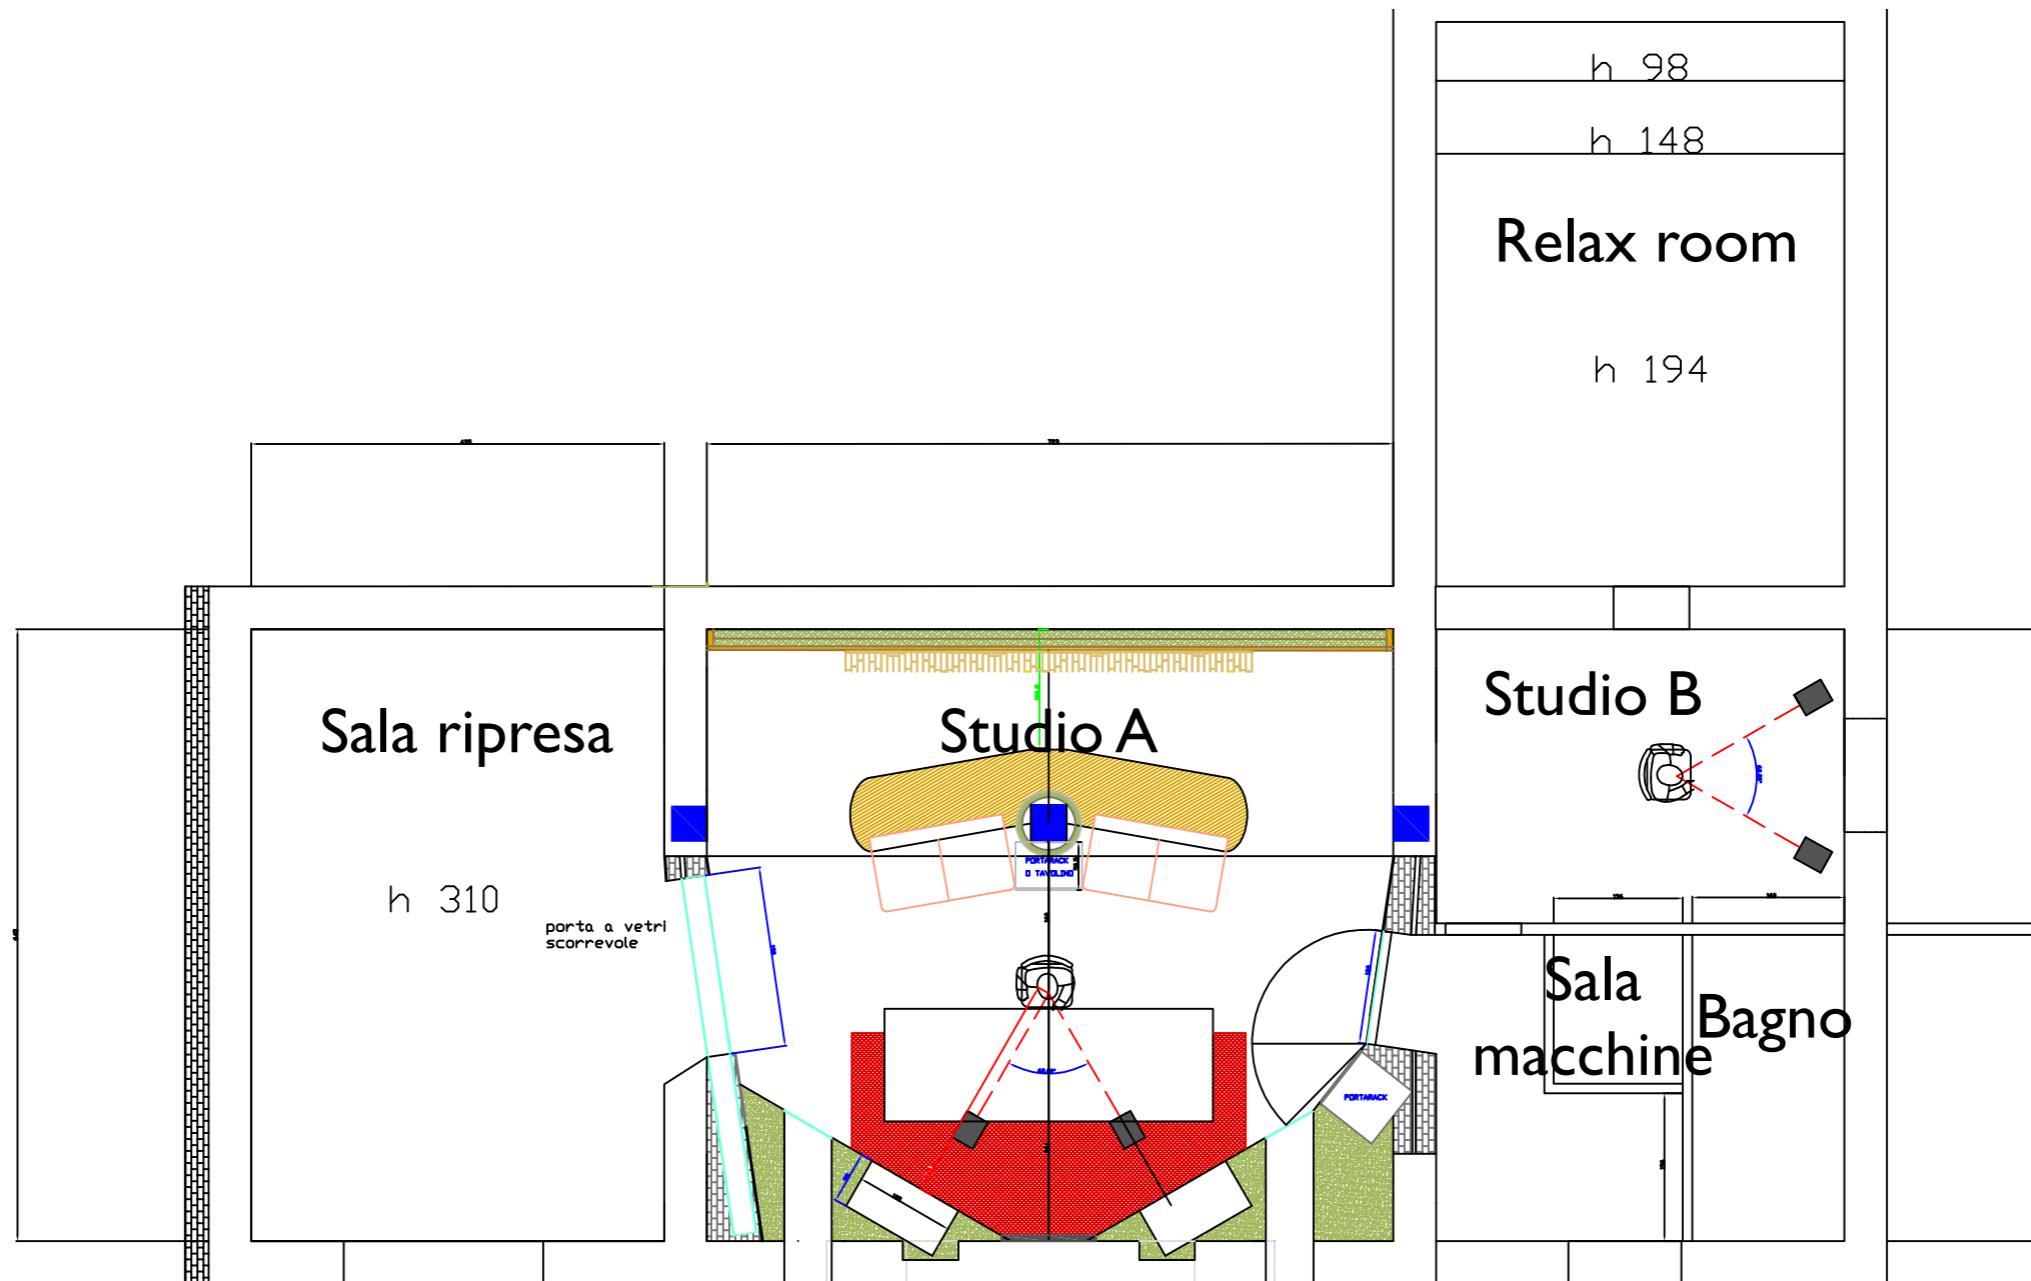 h 98
h 148
Relax room
h 194
Sala ripresa
Studio A
Studio B
h 310
porta a vetri
scorrevole
PORTARACK
O TAVOLINO
Sala
macchine
Bagno
PORTARACK